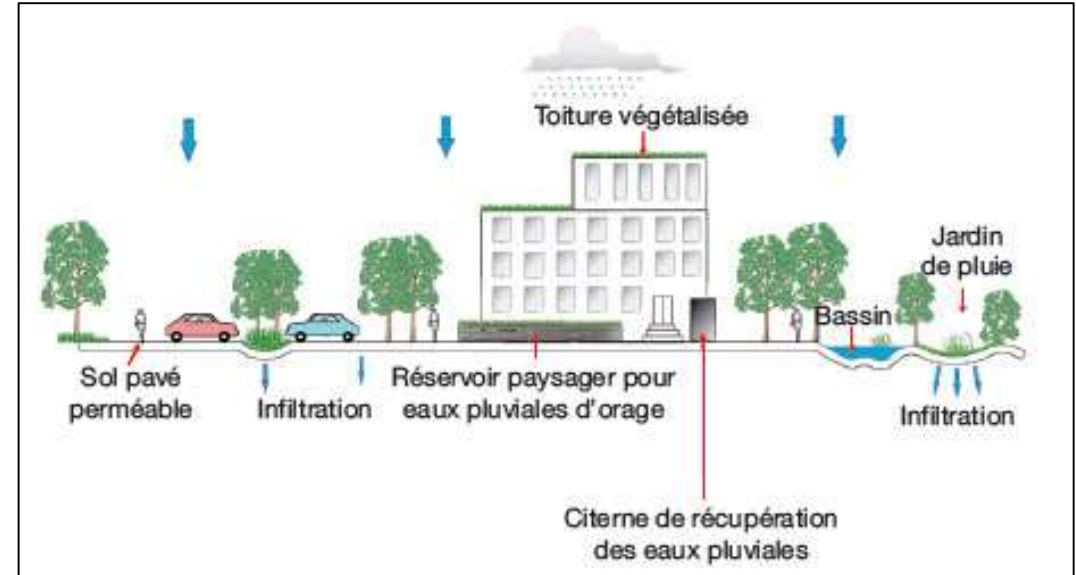 Toiture végétalisée
Jardin
de pluie
Bassin
Sol pavé
perméable
Infiltration
Réservoir paysager pour
eaux pluviales d'orage
Infiltration
Citerne de récupération
des eaux pluviales